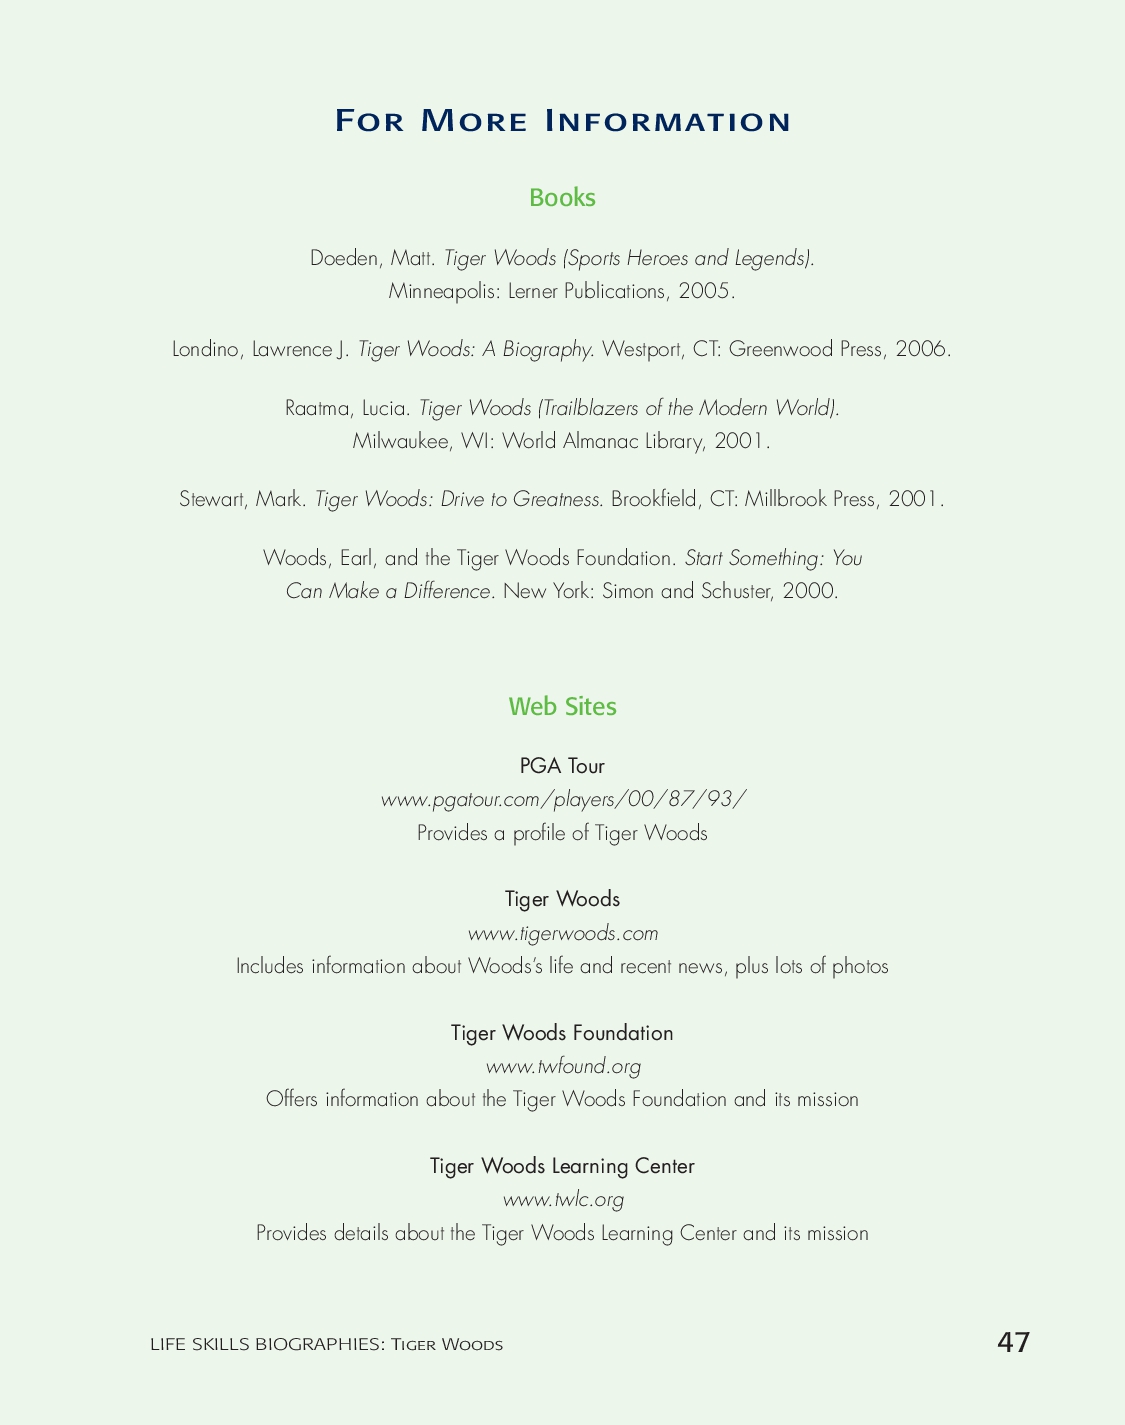 For More Information
Books
Doeden, Matt. Tiger Woods (Sports Heroes and Legends).
Minneapolis: Lerner Publications, 2005.
Londino, Lawrence J. Tiger Woods: A Biography. Westport, CT: Greenwood Press, 2006.
Raatma, Lucia. Tiger Woods (Trailblazers of the Modern World).
Milwaukee, WI: World Almanac Library, 2001.
Stewart, Mark. Tiger Woods: Drive to Greatness. Brookfield, CT: Millbrook Press, 2001.
Woods, Earl, and the Tiger Woods Foundation. Start Something: You
Can Make a Difference. New York: Simon and Schuster, 2000.
Web Sites
PGA Tour
www.pgatour.com/players/00/87/93/
Provides a profile of Tiger Woods
Tiger Woods
www.tigerwoods.com
Includes information about Woods’s life and recent news, plus lots of photos
Tiger Woods Foundation
www.twfound.org
Offers information about the Tiger Woods Foundation and its mission
Tiger Woods Learning Center
www.twlc.org
Provides details about the Tiger Woods Learning Center and its mission
LIFE SKILLS BIOGRAPHIES: Tiger Woods 47